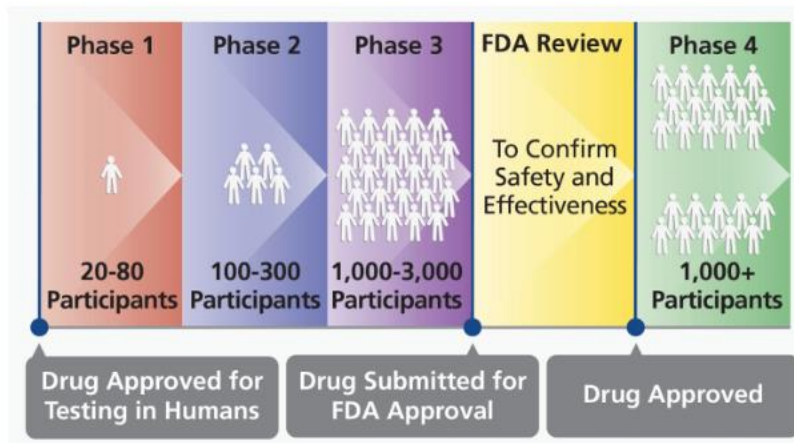 Phase 1
20-80
Participants
Phase 2
100-300
Participants
Phase 3
1,000-3,000
Participants
FDA Review
To Confirm
Safety and
Effectiveness
Phase 4
1,000+
Participants
Drug Approved for
Testing in Humans
Drug Submitted for
FDA Approval
Drug Approved